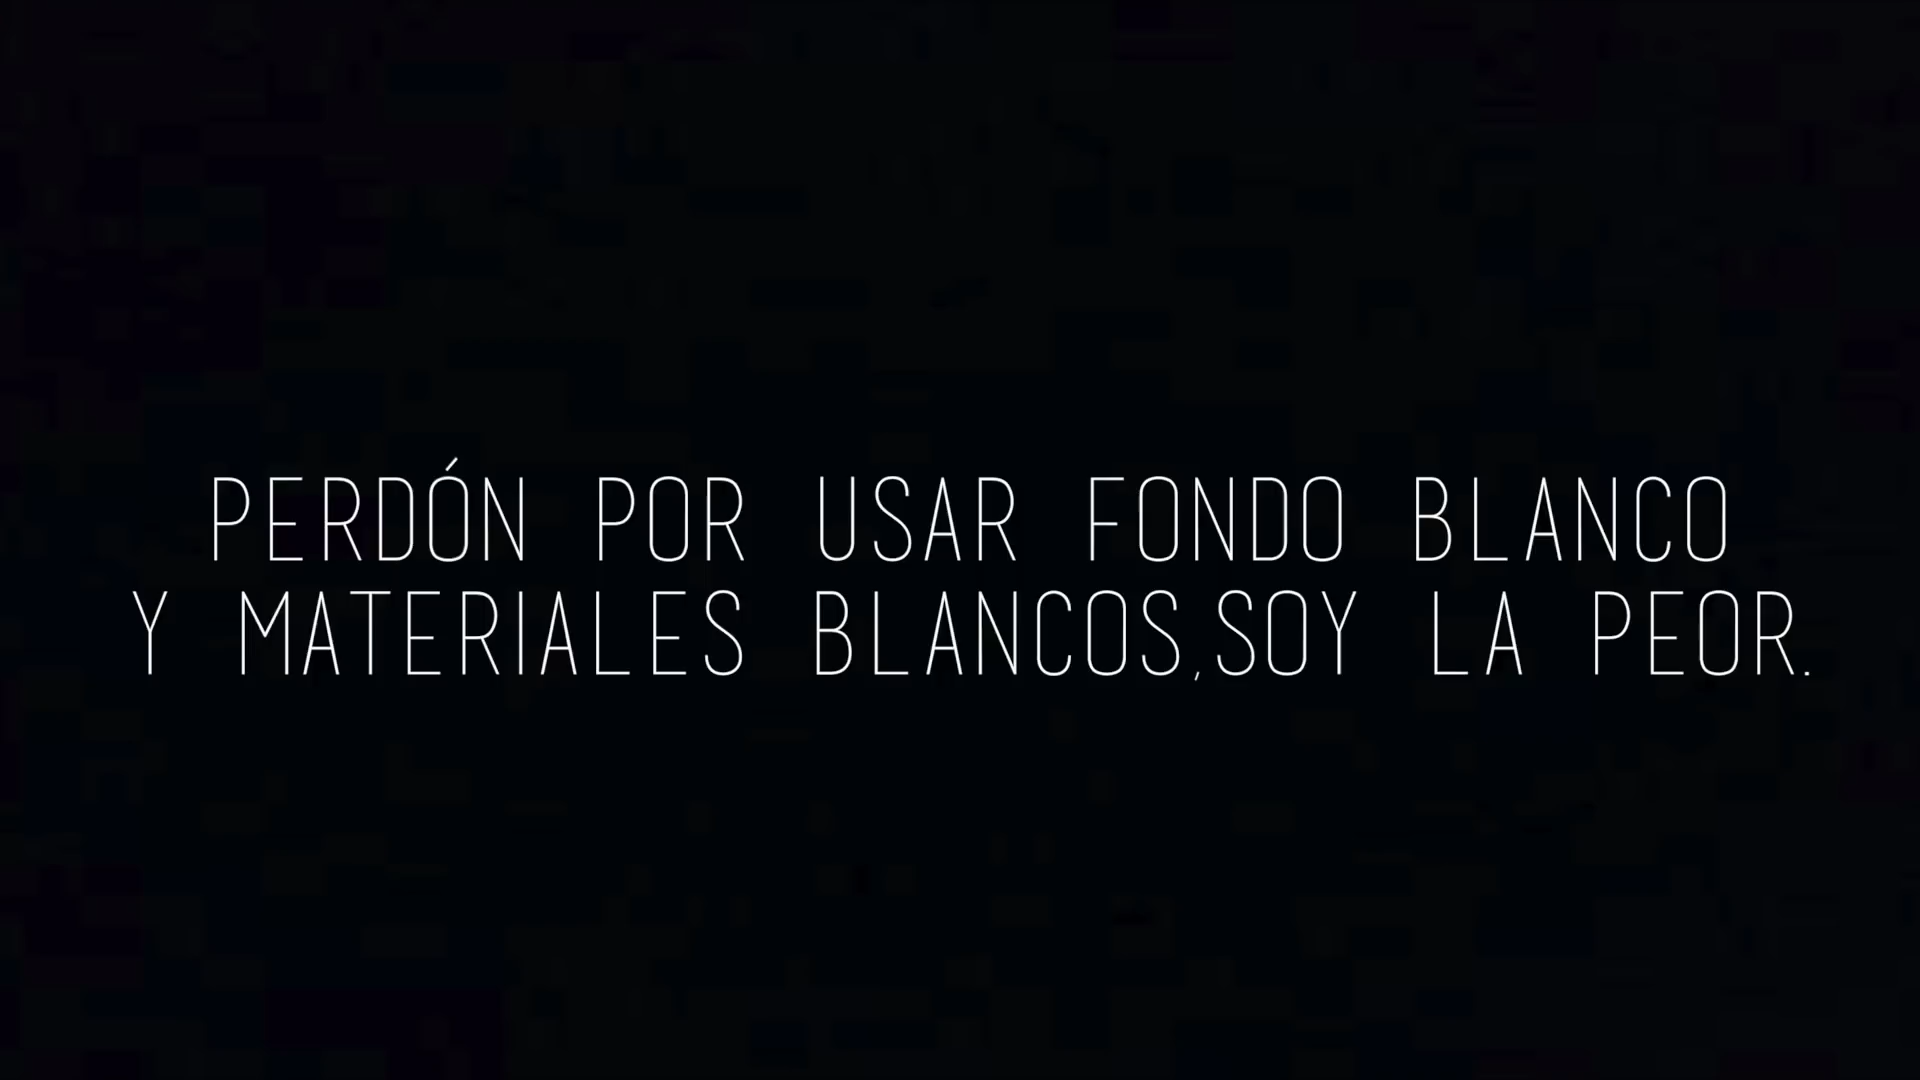 PERDÓN POR USAR FONDO BLANCO
Y MATERIALES BLANCOS,SOY LA PEOR.